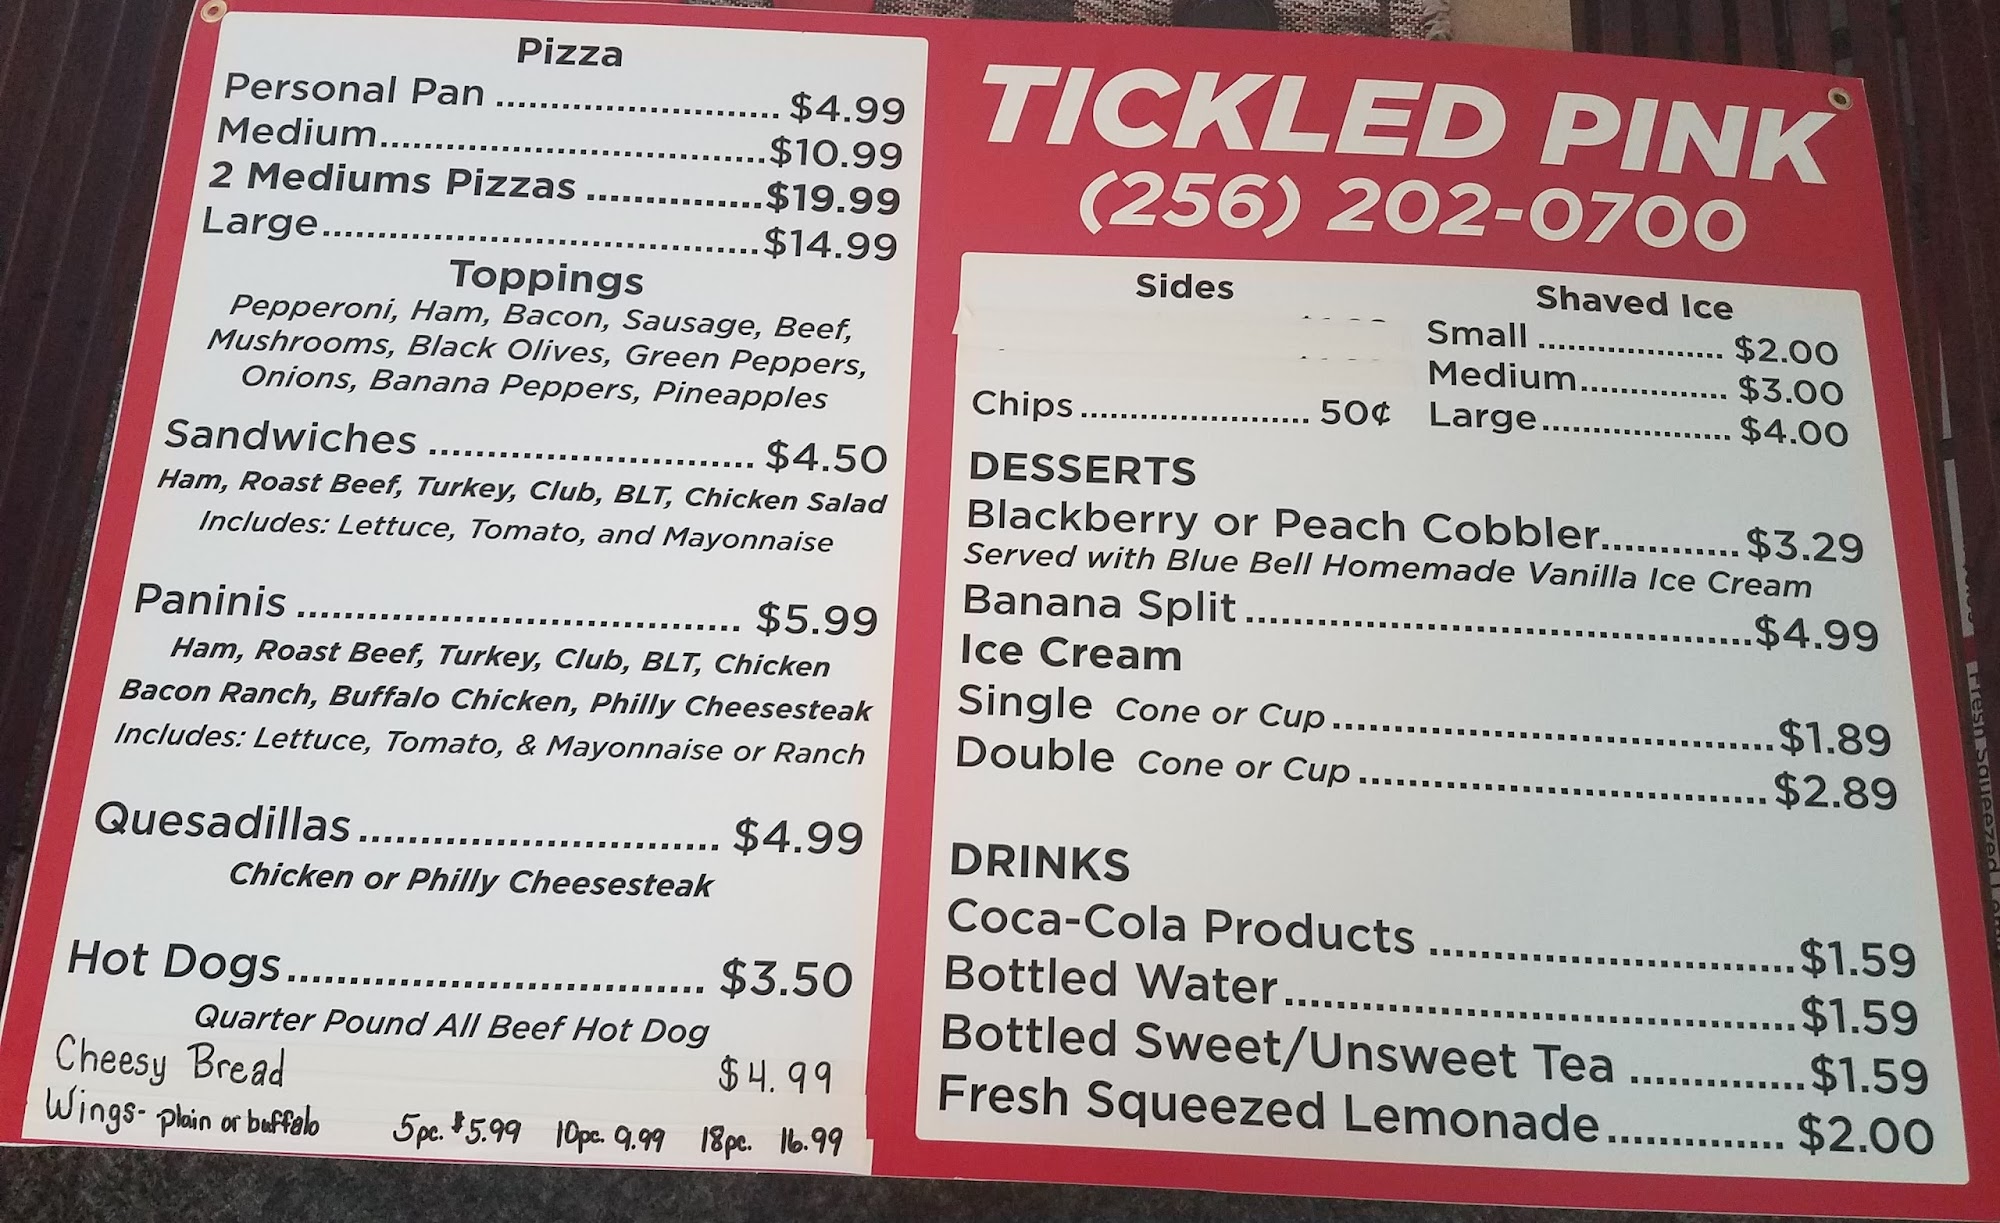 Pizza
Personal Pan ........................... $4.99
Medium....................................$10.99
2 Mediums Pizzas ................$19.99
Large........................................$14.99
Toppings
Pepperoni, Ham, Bacon, Sausage, Beef,
Mushrooms, Black Olives, Green Peppers,
Onions, Banana Peppers, Pineapples
Sandwiches ............................ $4.50
Ham, Roast Beef, Turkey, Club, BLT, Chicken Salad
Includes: Lettuce, Tomato, and Mayonnaise
Paninis ...................................... $5.99
Ham, Roast Beef, Turkey, Club, BLT, Chicken
Bacon Ranch, Buffalo Chicken, Philly Cheesesteak
Includes: Lettuce, Tomato, & Mayonnaise or Ranch
Quesadillas .............................. $4.99
Chicken or Philly Cheesesteak
Hot Dogs.................................. $3.50
Quarter Pound All Beef Hot Dog
Cheesy Bread $4.99
Wings- plain or buffalo 5pc. $5.99 10pc. 9.99 18pc. 16.99
TICKLED PINK
(256) 202-0700
Sides
Chips ....................... 50¢
Shaved Ice
Small ................... $2.00
Medium............... $3.00
Large................... $4.00
DESSERTS
Blackberry or Peach Cobbler............ $3.29
Served with Blue Bell Homemade Vanilla Ice Cream
Banana Split ..........................................$4.99
Ice Cream
Single Cone or Cup......................................$1.89
Double Cone or Cup ...................................$2.89
DRINKS
Coca-Cola Products ..............................$1.59
Bottled Water..........................................$1.59
Bottled Sweet/Unsweet Tea ..............$1.59
Fresh Squeezed Lemonade.............. $2.00